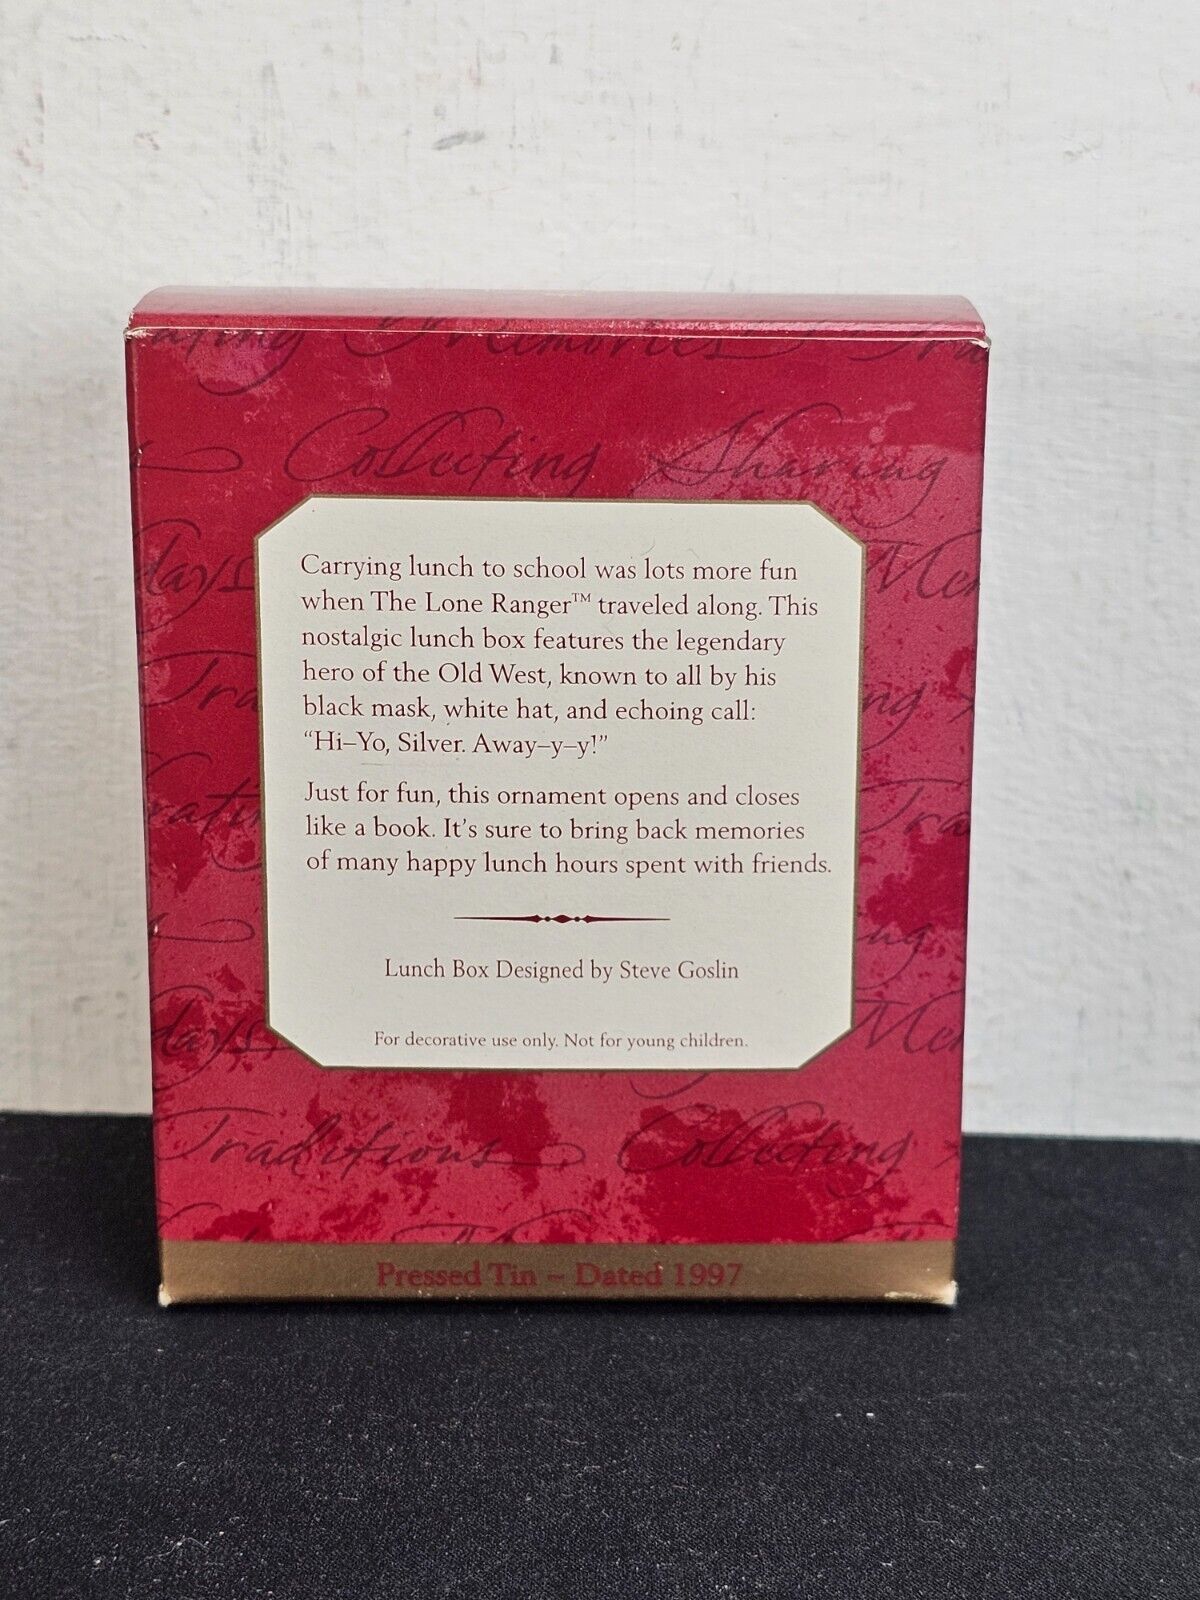 Memories
Collecting Sharing
days
Carrying lunch to school was lots more fun
when The Lone Ranger™ traveled along. This
nostalgic lunch box features the legendary
hero of the Old West, known to all by his
black mask, white hat, and echoing call:
“Hi–Yo, Silver. Away–y–y!”
Just for fun, this ornament opens and closes
like a book. It’s sure to bring back memories
of many happy lunch hours spent with friends.
Lunch Box Designed by Steve Goslin
For decorative use only. Not for young children.
days
Traditions Collecting
Pressed Tin – Dated 1997